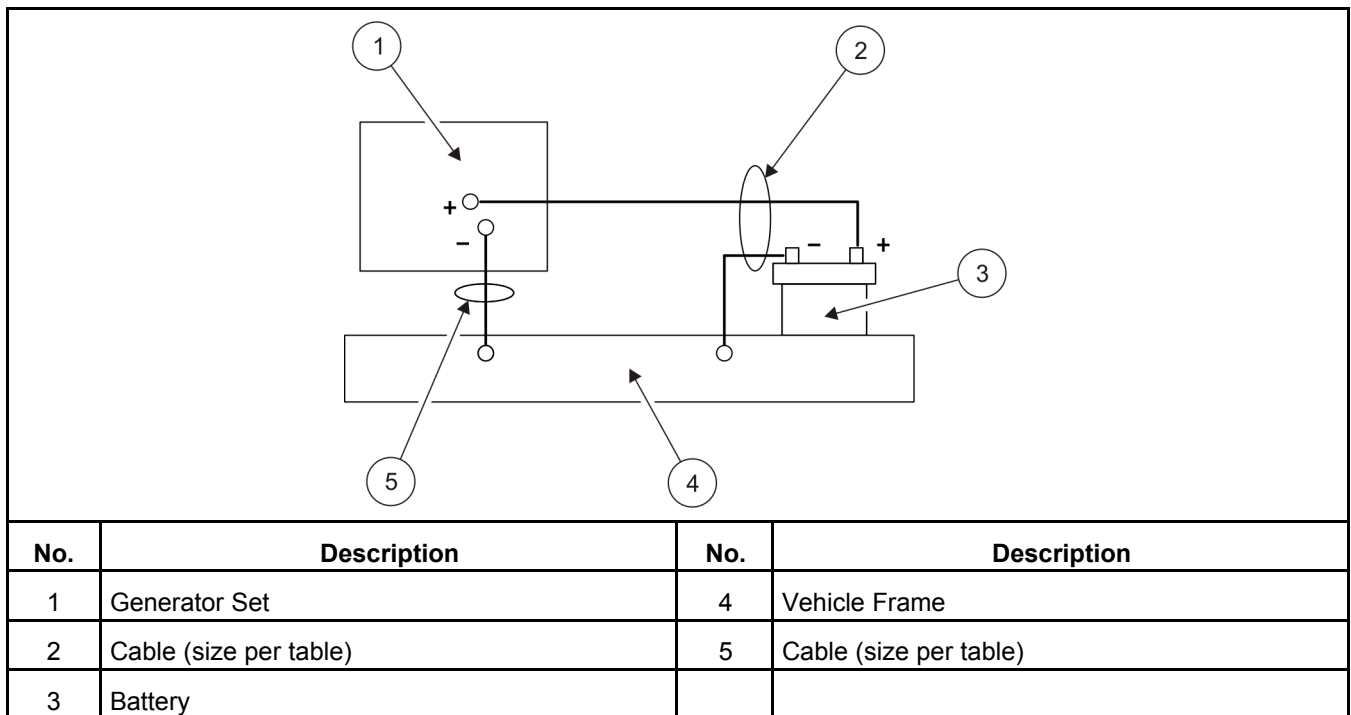 1
2
+
−
−
+
3
5
4
No. Description No. Description
1 Generator Set 4 Vehicle Frame
2 Cable (size per table) 5 Cable (size per table)
3 Battery